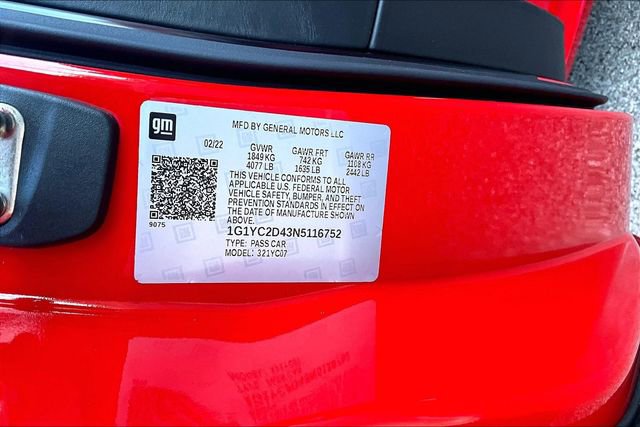 gm
MFD BY GENERAL MOTORS LLC
02/22
GVWR GAWR FRT GAWR RR
1849 KG 742 KG 1108 KG
4077 LB 1635 LB 2442 LB
THIS VEHICLE CONFORMS TO ALL
APPLICABLE U.S. FEDERAL MOTOR
VEHICLE SAFETY, BUMPER, AND THEFT
PREVENTION STANDARDS IN EFFECT ON
THE DATE OF MANUFACTURE SHOWN
ABOVE.
9075
1G1YC2D43N5116752
TYPE: PASS CAR
MODEL: 321YC07